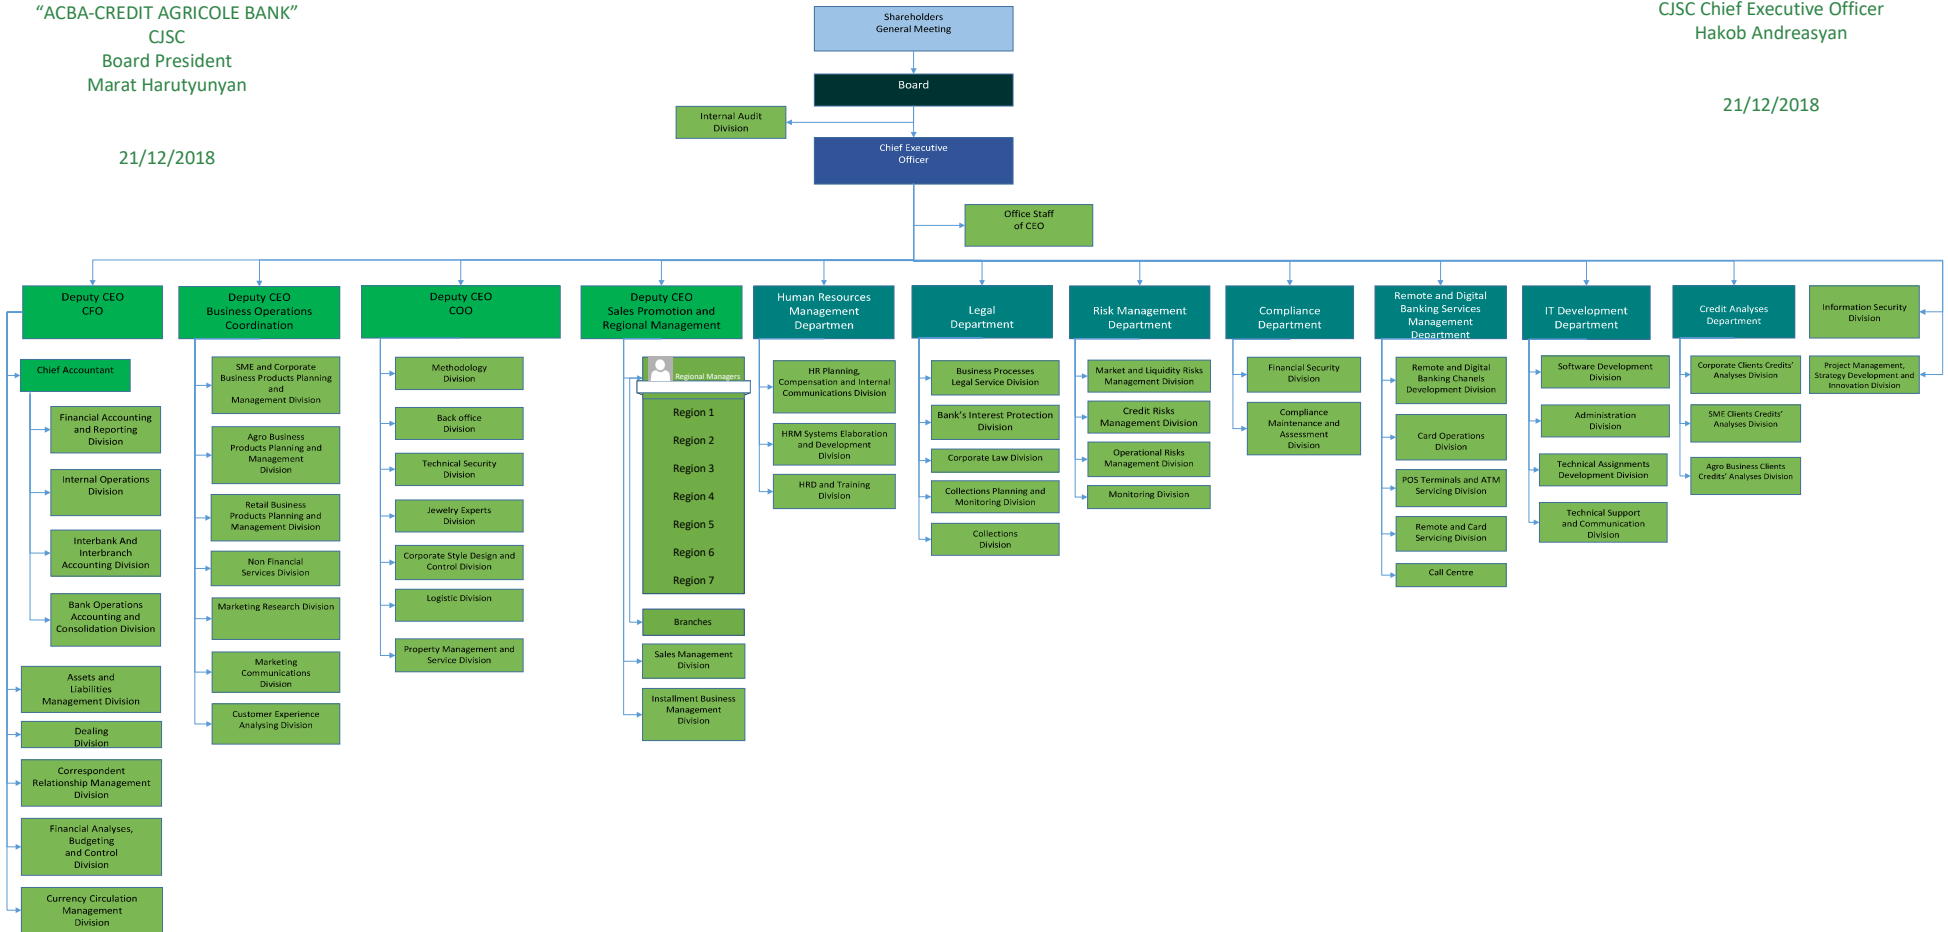 “ACBA-CREDIT AGRICOLE BANK”
CJSC
Board President
Marat Harutyunyan
21/12/2018
CJSC Chief Executive Officer
Hakob Andreasyan
21/12/2018
Shareholders
General Meeting
Board
Internal Audit
Division
Chief Executive
Officer
Office Staff
of CEO
Deputy CEO
CFO
Chief Accountant
Financial Accounting
and Reporting
Division
Internal Operations
Division
Interbank And
Interbranch
Accounting Division
Bank Operations
Accounting and
Consolidation Division
Assets and
Liabilities
Management Division
Dealing
Division
Correspondent
Relationship Management
Division
Financial Analyses,
Budgeting
and Control
Division
Currency Circulation
Management
Division
Deputy CEO
Business Operations
Coordination
SME and Corporate
Business Products Planning
and
Management Division
Agro Business
Products Planning and
Management
Division
Retail Business
Products Planning and
Management Division
Non Financial
Services Division
Marketing Research Division
Marketing
Communications
Division
Customer Experience
Analysing Division
Deputy CEO
COO
Methodology
Division
Back office
Division
Technical Security
Division
Jewelry Experts
Division
Corporate Style Design and
Control Division
Logistic Division
Property Management and
Service Division
Deputy CEO
Sales Promotion and
Regional Management
Regional Managers
Region 1
Region 2
Region 3
Region 4
Region 5
Region 6
Region 7
Branches
Sales Management
Division
Installment Business
Management
Division
Human Resources
Management
Departmen
HR Planning,
Compensation and Internal
Communications Division
HRM Systems Elaboration
and Development
Division
HRD and Training
Division
Legal
Department
Business Processes
Legal Service Division
Bank’s Interest Protection
Division
Corporate Law Division
Collections Planning and
Monitoring Division
Collections
Division
Risk Management
Department
Market and Liquidity Risks
Management Division
Credit Risks
Management Division
Operational Risks
Management Division
Monitoring Division
Compliance
Department
Financial Security
Division
Compliance
Maintenance and
Assessment
Division
Remote and Digital
Banking Services
Management
Department
Remote and Digital
Banking Chanels
Development Division
Card Operations
Division
POS Terminals and ATM
Servicing Division
Remote and Card
Servicing Division
Call Centre
IT Development
Department
Software Development
Division
Administration
Division
Technical Assignments
Development Division
Technical Support
and Communication
Division
Credit Analyses
Department
Corporate Clients Credits’
Analyses Division
SME Clients Credits’
Analyses Division
Agro Business Clients
Credits’ Analyses Division
Information Security
Division
Project Management,
Strategy Development and
Innovation Division